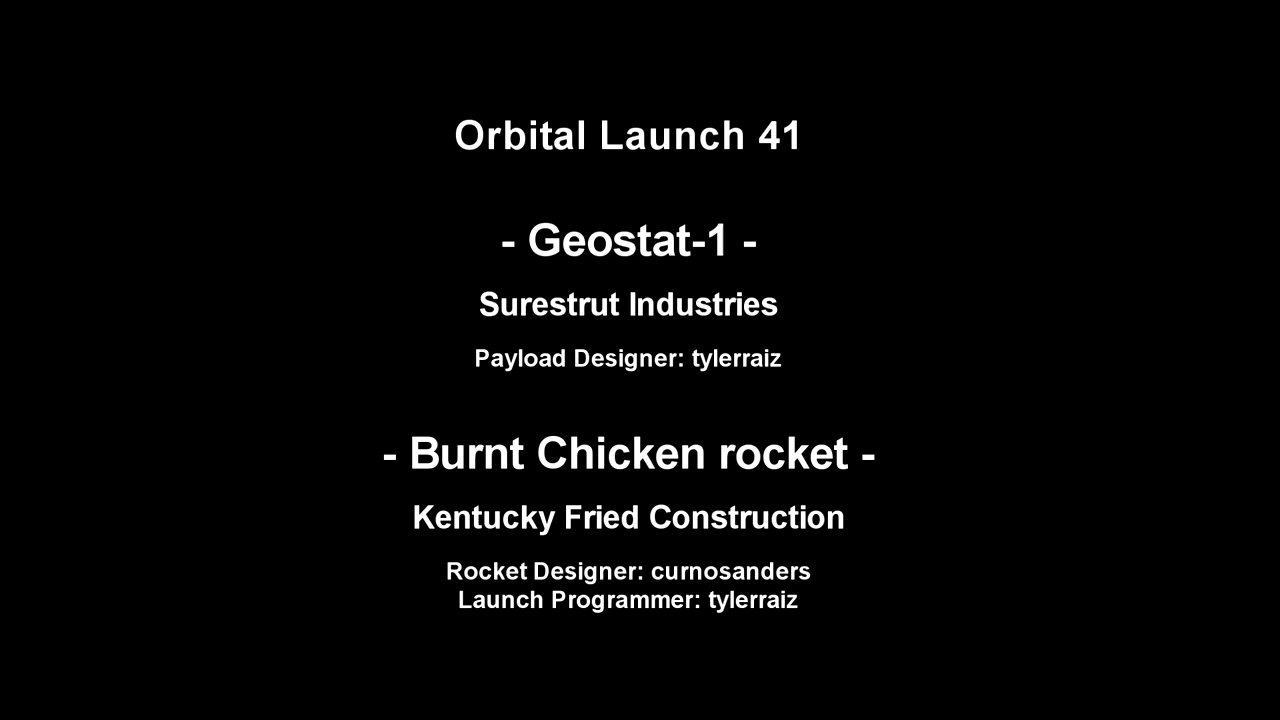 Orbital Launch 41
- Geostat-1 -
Surestrut Industries
Payload Designer: tylerraiz
- Burnt Chicken rocket -
Kentucky Fried Construction
Rocket Designer: curnosanders
Launch Programmer: tylerraiz